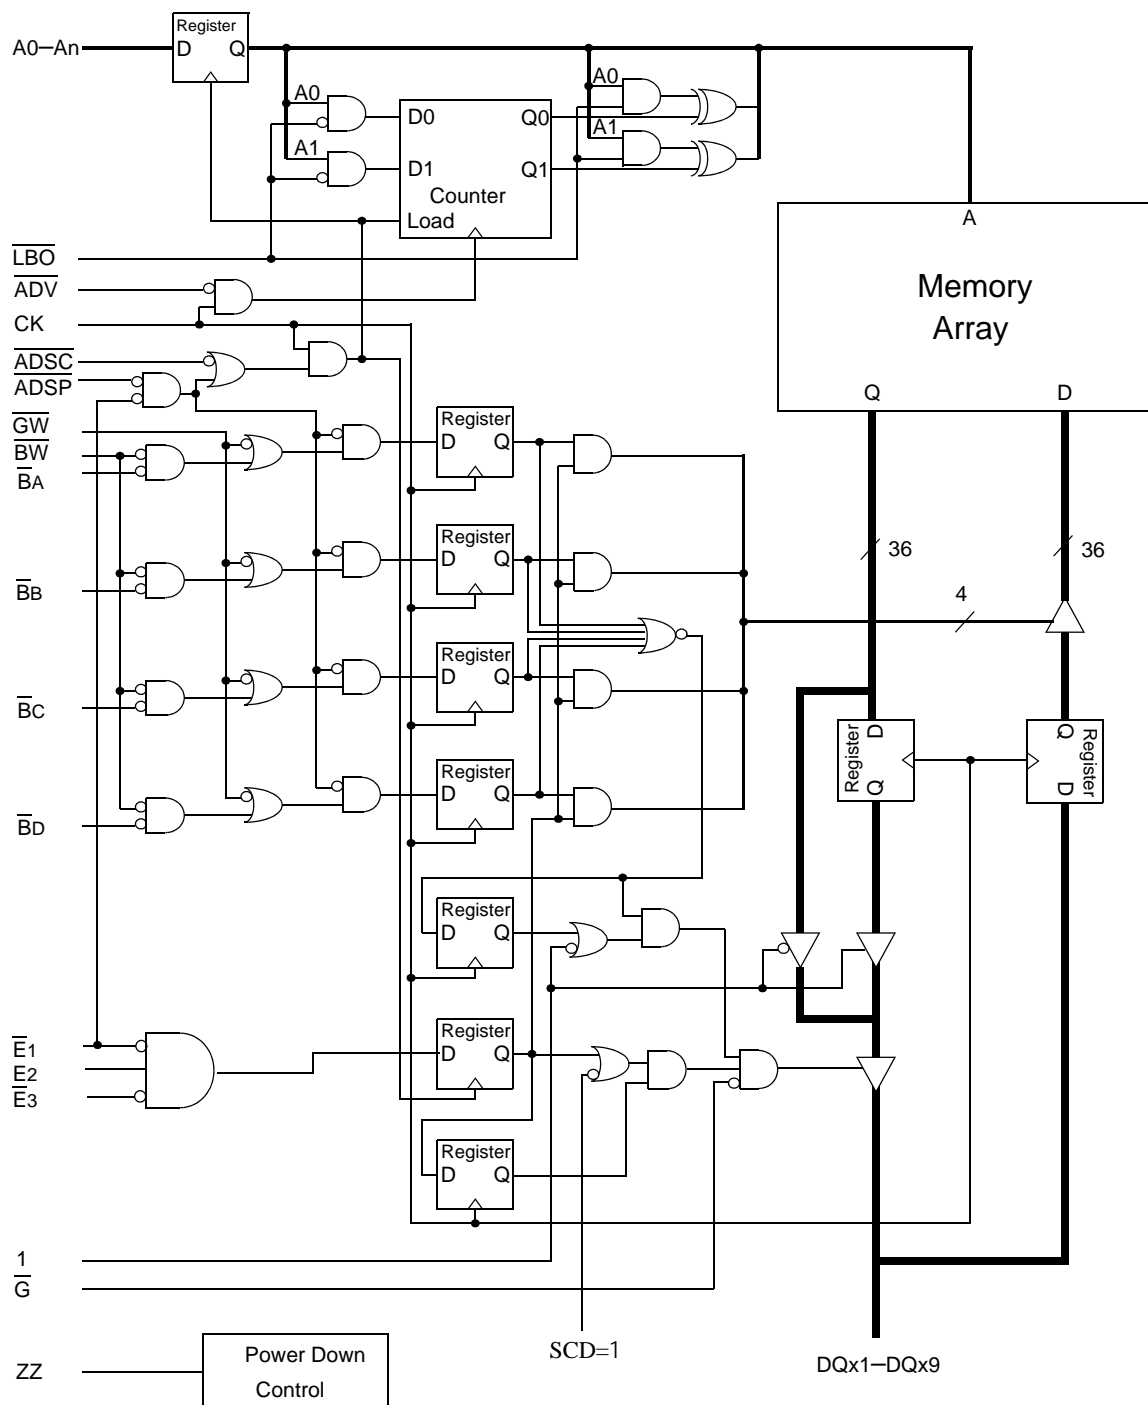 Register
A0–An
D Q
A0
A0
D0 Q0
A1
A1
D1 Q1
Counter
Load
A
LBO
ADV
Memory
CK
Array
ADSC
ADSP
Q D
GW
Register
BW
D Q
BA
Register
36 36
D Q
BB
4
Register
D Q
BC
Register D Q
Q D Register
Register
D Q
BD
Register
D Q
Register
E1
D Q
E2
E3
Register
D Q
1
G
SCD=1
Power Down
DQx1–DQx9
ZZ
Control